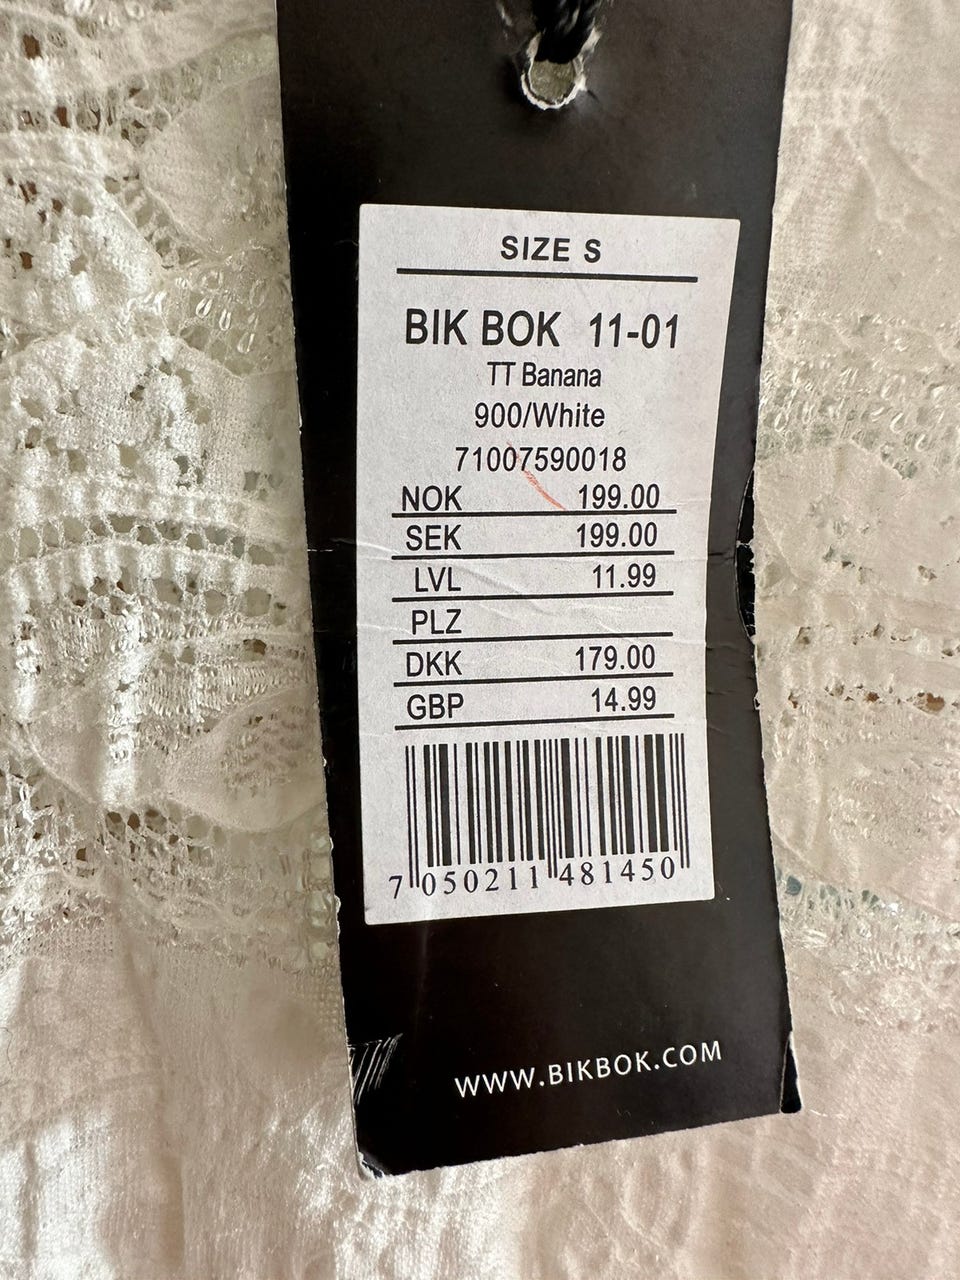 SIZE S
BIK BOK 11-01
TT Banana
900/White
71007590018
NOK 199.00
SEK 199.00
LVL 11.99
PLZ
DKK 179.00
GBP 14.99
7 050211 481450
WWW.BIKBOK.COM